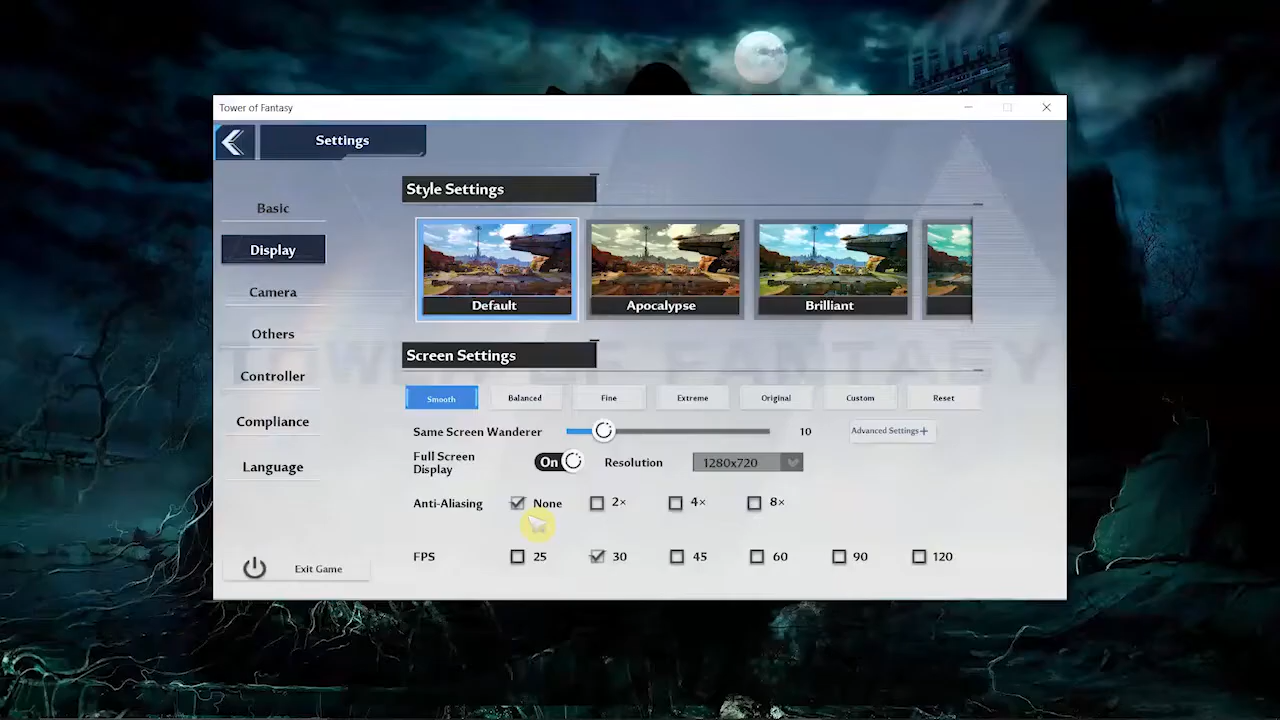 Tower of Fantasy
Settings
Basic
Display
Camera
Others
Controller
Compliance
Language
Exit Game
Style Settings
Default
Apocalypse
Brilliant
Screen Settings
Smooth Balanced Fine Extreme Original Custom Reset
Same Screen Wanderer 10 Advanced Settings+
Full Screen
Display
On
Resolution 1280x720
Anti-Aliasing None 2× 4× 8×
FPS 25 30 45 60 90 120